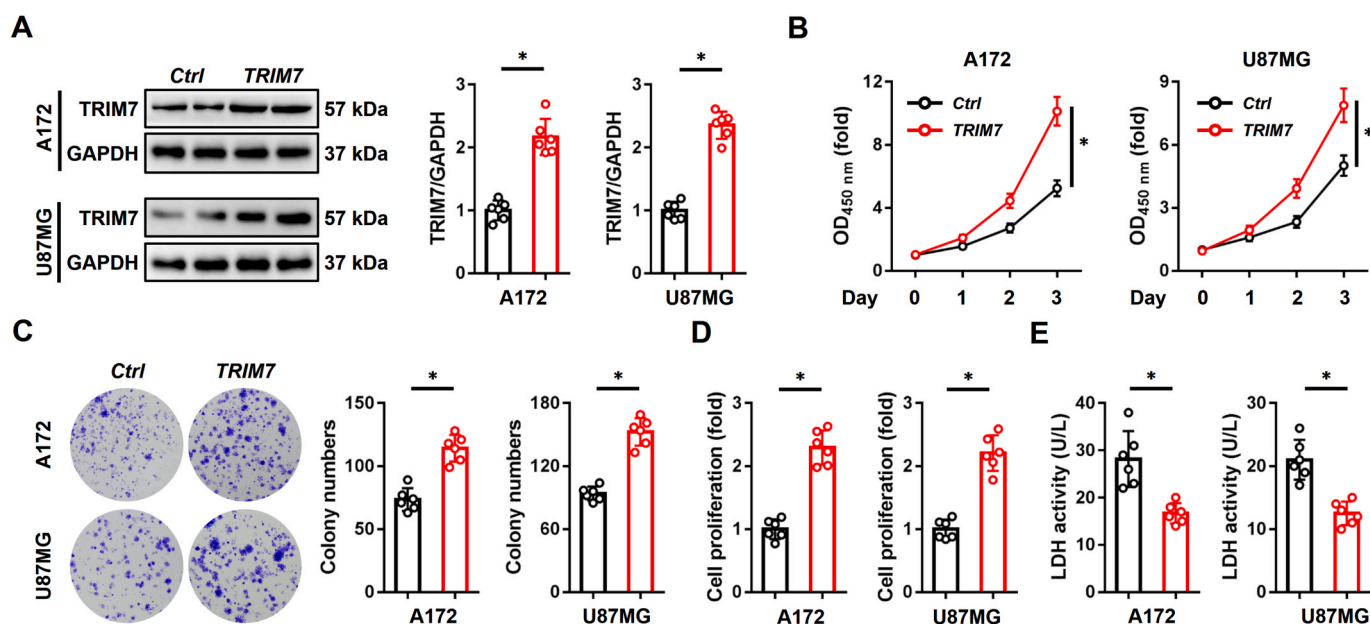 A
Ctrl TRIM7
A172
TRIM7 57 kDa
GAPDH 37 kDa
U87MG
TRIM7 57 kDa
GAPDH 37 kDa
TRIM7/GAPDH
3
2
1
0
*
A172
TRIM7/GAPDH
3
2
1
0
*
U87MG
B
A172
OD450 nm (fold)
12
8
4
0
Ctrl
TRIM7
*
Day 0 1 2 3
U87MG
OD450 nm (fold)
9
6
3
0
Ctrl
TRIM7
*
Day 0 1 2 3
C
Ctrl TRIM7
A172
U87MG
Colony numbers
150
100
50
0
*
A172
Colony numbers
180
120
60
0
*
U87MG
D
Cell proliferation (fold)
3
2
1
0
*
A172
Cell proliferation (fold)
3
2
1
0
*
U87MG
E
LDH activity (U/L)
40
30
20
10
0
*
A172
LDH activity (U/L)
30
20
10
0
*
U87MG